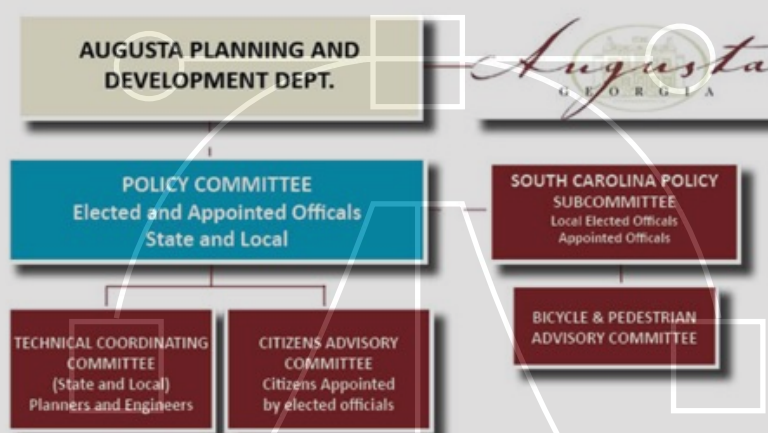 AUGUSTA PLANNING AND
DEVELOPMENT DEPT.
Augusta
GEORGIA
POLICY COMMITTEE
Elected and Appointed Officals
State and Local
SOUTH CAROLINA POLICY
SUBCOMMITTEE
Local Elected Officals
Appointed Officals
TECHNICAL COORDINATING
COMMITTEE
(State and Local)
Planners and Engineers
CITIZENS ADVISORY
COMMITTEE
Citizens Appointed
by elected officials
BICYCLE & PEDESTRIAN
ADVISORY COMMITTEE